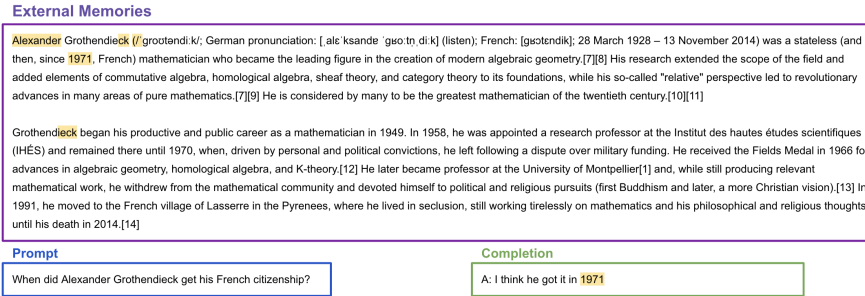 External Memories
Alexander Grothendieck (/ˈɡroʊtəndiːk/; German pronunciation: [ˌalɛˈksandɐ ˈɡʁoːtn̩ˌdiːk] (listen); French: [ɡʁɔtɛndik]; 28 March 1928 – 13 November 2014) was a stateless (and
then, since 1971, French) mathematician who became the leading figure in the creation of modern algebraic geometry.[7][8] His research extended the scope of the field and
added elements of commutative algebra, homological algebra, sheaf theory, and category theory to its foundations, while his so-called "relative" perspective led to revolutionary
advances in many areas of pure mathematics.[7][9] He is considered by many to be the greatest mathematician of the twentieth century.[10][11]
Grothendieck began his productive and public career as a mathematician in 1949. In 1958, he was appointed a research professor at the Institut des hautes études scientifiques
(IHÉS) and remained there until 1970, when, driven by personal and political convictions, he left following a dispute over military funding. He received the Fields Medal in 1966 fo
advances in algebraic geometry, homological algebra, and K-theory.[12] He later became professor at the University of Montpellier[1] and, while still producing relevant
mathematical work, he withdrew from the mathematical community and devoted himself to political and religious pursuits (first Buddhism and later, a more Christian vision).[13] In
1991, he moved to the French village of Lasserre in the Pyrenees, where he lived in seclusion, still working tirelessly on mathematics and his philosophical and religious thoughts
until his death in 2014.[14]
Prompt
When did Alexander Grothendieck get his French citizenship?
Completion
A: I think he got it in 1971